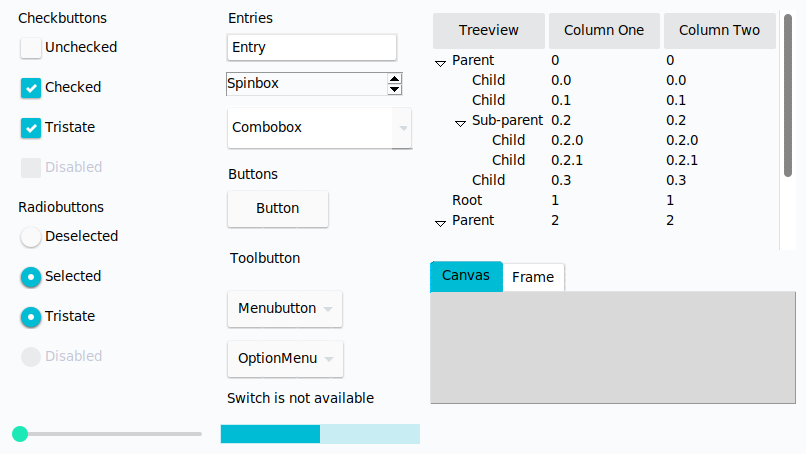 Checkbuttons
Unchecked
Checked
Tristate
Disabled
Radiobuttons
Deselected
Selected
Tristate
Disabled
Entries
Entry
Spinbox
Combobox
Buttons
Button
Toolbutton
Menubutton
OptionMenu
Switch is not available
Treeview Column One Column Two
Parent 0 0
Child 0.0 0.0
Child 0.1 0.1
Sub-parent 0.2 0.2
Child 0.2.0 0.2.0
Child 0.2.1 0.2.1
Child 0.3 0.3
Root 1 1
Parent 2 2
Canvas Frame